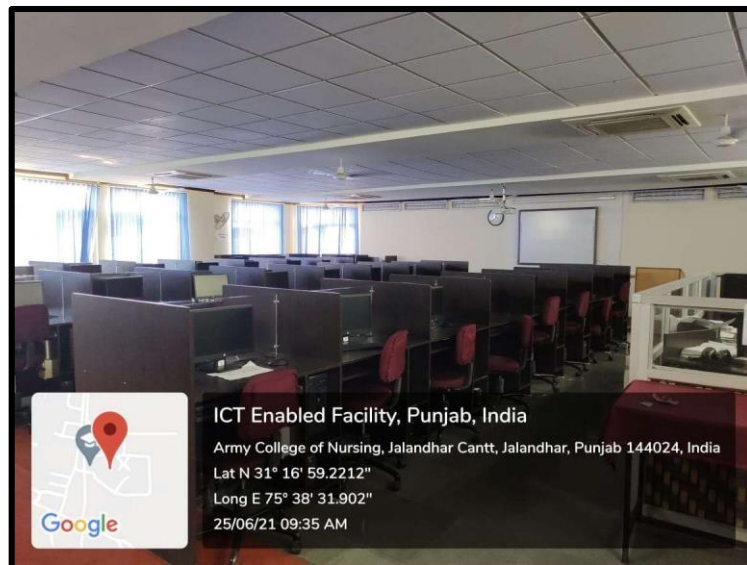 ICT Enabled Facility, Punjab, India
Army College of Nursing, Jalandhar Cantt, Jalandhar, Punjab 144024, India
Lat N 31° 16' 59.2212"
Long E 75° 38' 31.902"
25/06/21 09:35 AM
Google